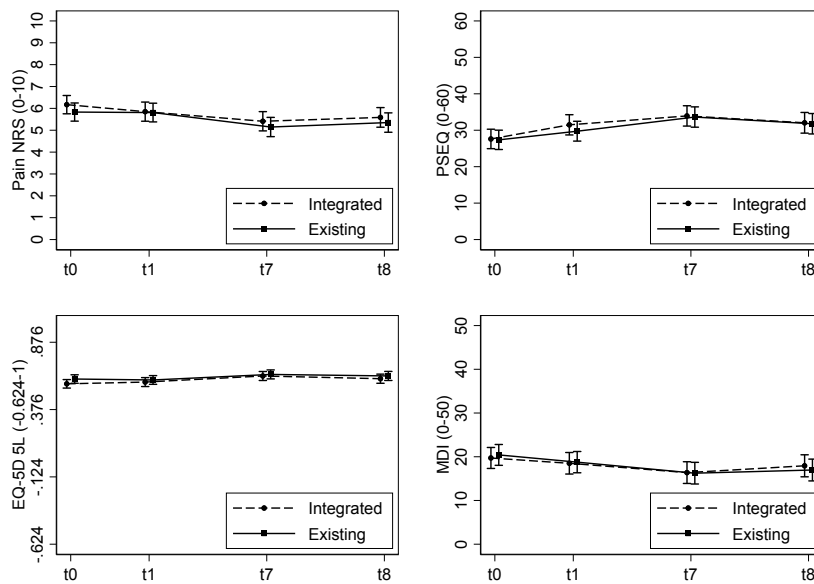 Pain NRS (0-10)
10
9
8
7
6
5
4
3
2
1
0
Integrated
Existing
t0 t1 t7 t8
PSEQ (0-60)
60
50
40
30
20
10
0
Integrated
Existing
t0 t1 t7 t8
EQ-5D 5L (-0.624-1)
.876
.376
-.124
-.624
Integrated
Existing
t0 t1 t7 t8
MDI (0-50)
50
40
30
20
10
0
Integrated
Existing
t0 t1 t7 t8